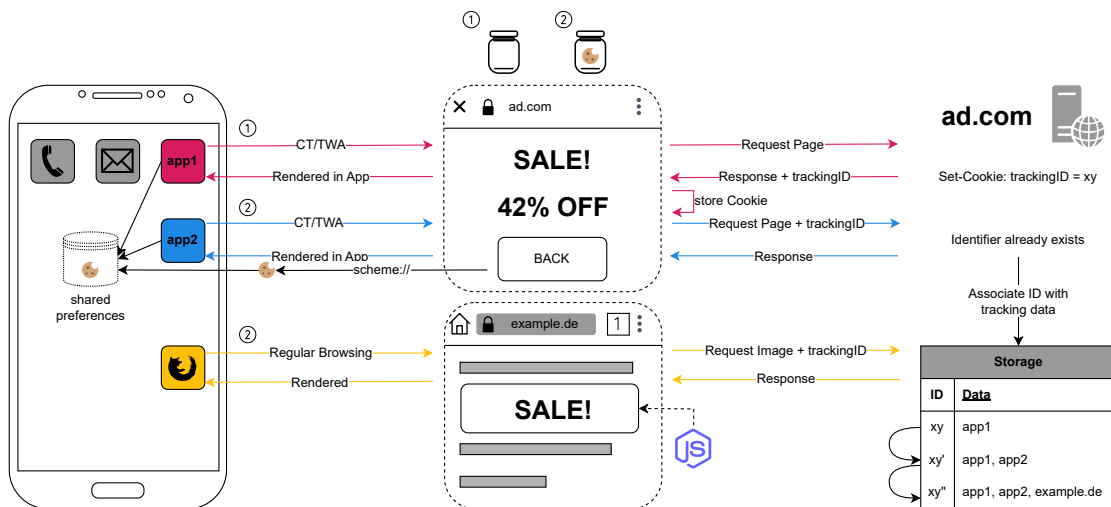 1
2
ad.com
ad.com
1
CT/TWA
Request Page
SALE!
app1
Rendered in App
Response + trackingID
Set-Cookie: trackingID = xy
store Cookie
42% OFF
2
CT/TWA
Request Page + trackingID
app2
Identifier already exists
Rendered in App
BACK
Response
scheme://
shared
preferences
Associate ID with
tracking data
example.de
1
2
Regular Browsing
Request Image + trackingID
Storage
Rendered
Response
ID Data
SALE!
xy app1
JS
xy' app1, app2
xy" app1, app2, example.de